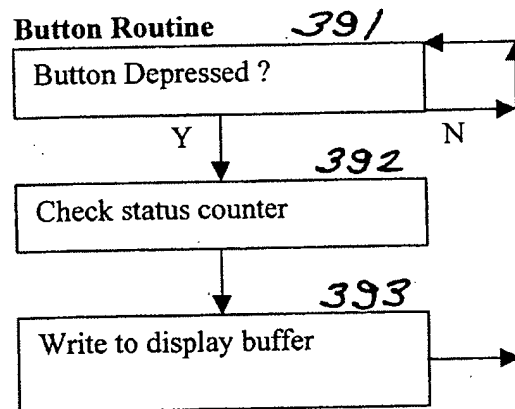 Button Routine 391
Button Depressed ?
Y N
392
Check status counter
393
Write to display buffer